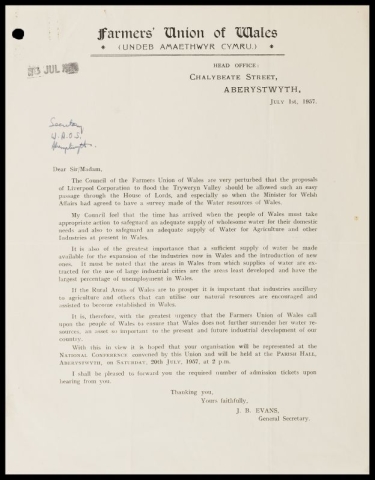 Farmers' Union of Wales
(UNDEB AMAETHWYR CYMRU.)
HEAD OFFICE:
CHALYBEATE STREET,
ABERYSTWYTH,
JULY 1st, 1957.
JUL
Secretary
Dear Sir/Madam,
The Council of the Farmers Union of Wales are very perturbed that the proposals
of Liverpool Corporation to flood the Tryweryn Valley should be allowed such an easy
passage through the House of Lords, and especially so when the Minister for Welsh
Affairs had agreed to have a survey made of the Water resources of Wales.
My Council feel that the time has arrived when the people of Wales must take
appropriate action to safeguard an adequate supply of wholesome water for their domestic
needs and also to safeguard an adequate supply of Water for Agriculture and other
Industries at present in Wales.
It is also of the greatest importance that a sufficient supply of water be made
available for the expansion of the industries now in Wales and the introduction of new
ones. It must be noted that the areas in Wales from which supplies of water are ex-
tracted for the use of large industrial cities are the areas least developed and have the
largest percentage of unemployment in Wales.
If the Rural Areas of Wales are to prosper it is important that industries ancillary
to agriculture and others that can utilise our natural resources are encouraged and
assisted to become established in Wales.
It is, therefore, with the greatest urgency that the Farmers Union of Wales call
upon the people of Wales to ensure that Wales does not further surrender her water re-
sources, an asset so important to the present and future industrial development of our
country.
With this in view it is hoped that your organisation will be represented at the
NATIONAL CONFERENCE convened by this Union and will be held at the PARISH HALL,
ABERYSTWYTH, on SATURDAY, 20th JULY, 1957, at 2 p.m.
I shall be pleased to forward you the required number of admission tickets upon
hearing from you.
Thanking you,
Yours faithfully,
J. B. EVANS,
General Secretary.